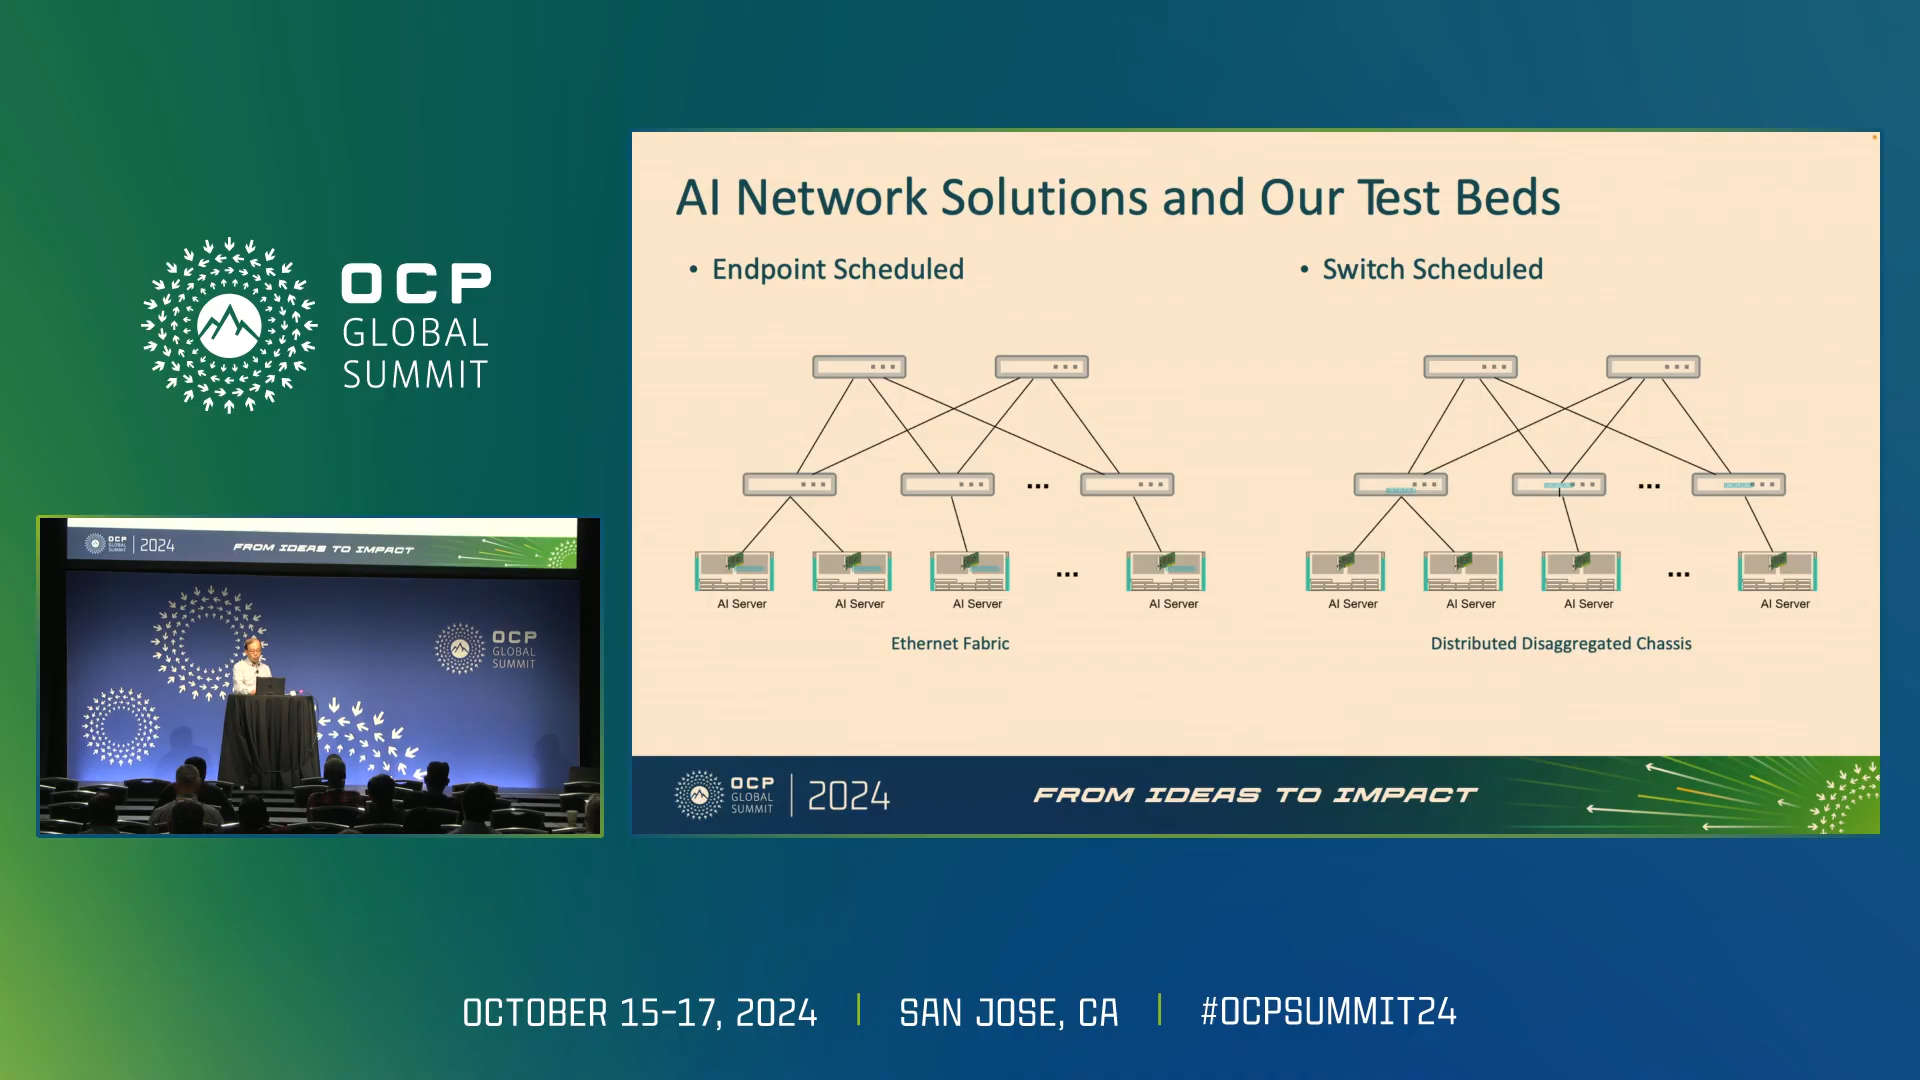 OCP
GLOBAL
SUMMIT
AI Network Solutions and Our Test Beds
• Endpoint Scheduled
• Switch Scheduled
...
...
...
...
AI Server
AI Server
AI Server
AI Server
AI Server
AI Server
AI Server
AI Server
Ethernet Fabric
Distributed Disaggregated Chassis
OCP
GLOBAL
SUMMIT
2024
FROM IDEAS TO IMPACT
OCP
GLOBAL
SUMMIT
2024
FROM IDEAS TO IMPACT
OCP
GLOBAL
SUMMIT
OCTOBER 15-17, 2024
SAN JOSE, CA
#OCPSUMMIT24